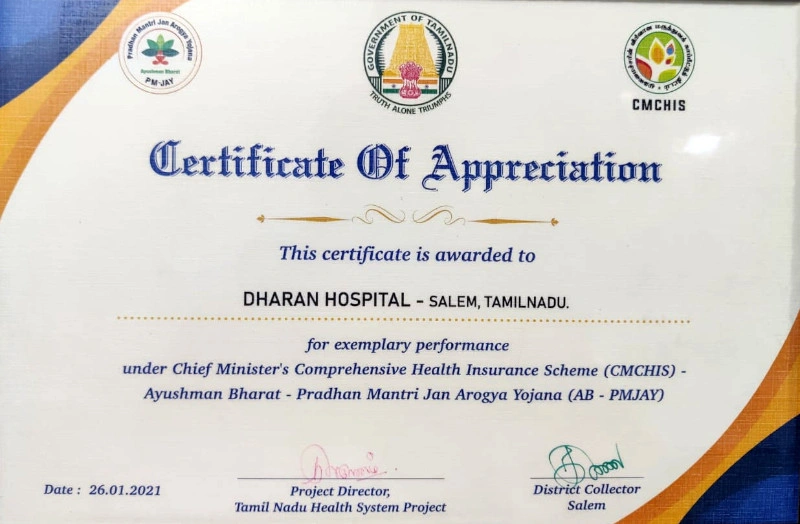 Pradhan Mantri Jan Arogya Yojana
Ayushman Bharat
PM-JAY
GOVERNMENT OF TAMILNADU
TRUTH ALONE TRIUMPHS
CMCHIS
Certificate Of Appreciation
This certificate is awarded to
DHARAN HOSPITAL - SALEM, TAMILNADU.
for exemplary performance
under Chief Minister's Comprehensive Health Insurance Scheme (CMCHIS) -
Ayushman Bharat - Pradhan Mantri Jan Arogya Yojana (AB - PMJAY)
Date : 26.01.2021
Project Director,
Tamil Nadu Health System Project
District Collector
Salem